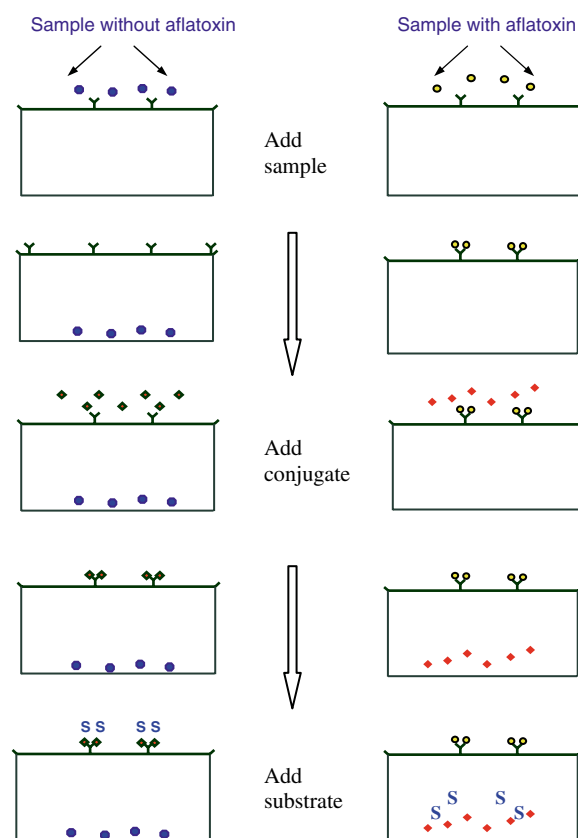 Sample without aflatoxin
Sample with aflatoxin
Add
sample
Add
conjugate
S S S S
Add
substrate
S S
S S